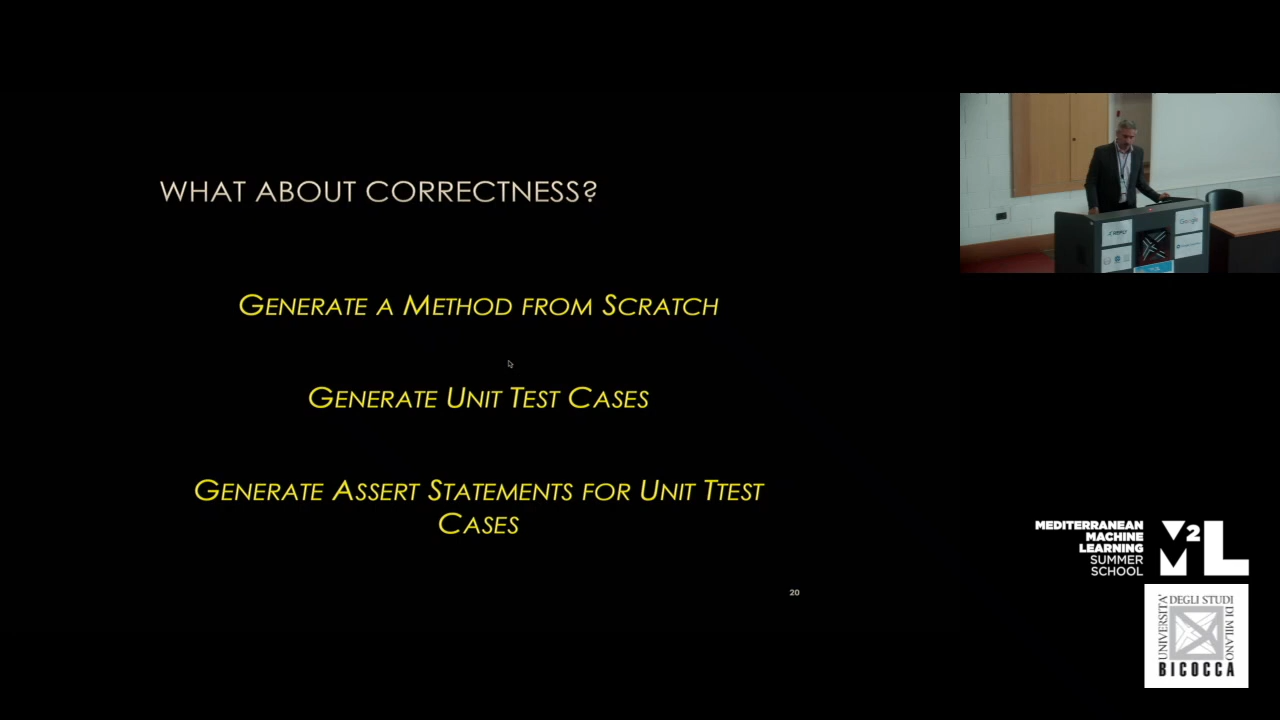 WHAT ABOUT CORRECTNESS?
GENERATE A METHOD FROM SCRATCH
GENERATE UNIT TEST CASES
GENERATE ASSERT STATEMENTS FOR UNIT TTEST
CASES
20
Google
MEDITERRANEAN
MACHINE
LEARNING
SUMMER
SCHOOL
M2L
UNIVERSITÀ
DEGLI STUDI
DI MILANO
BICOCCA